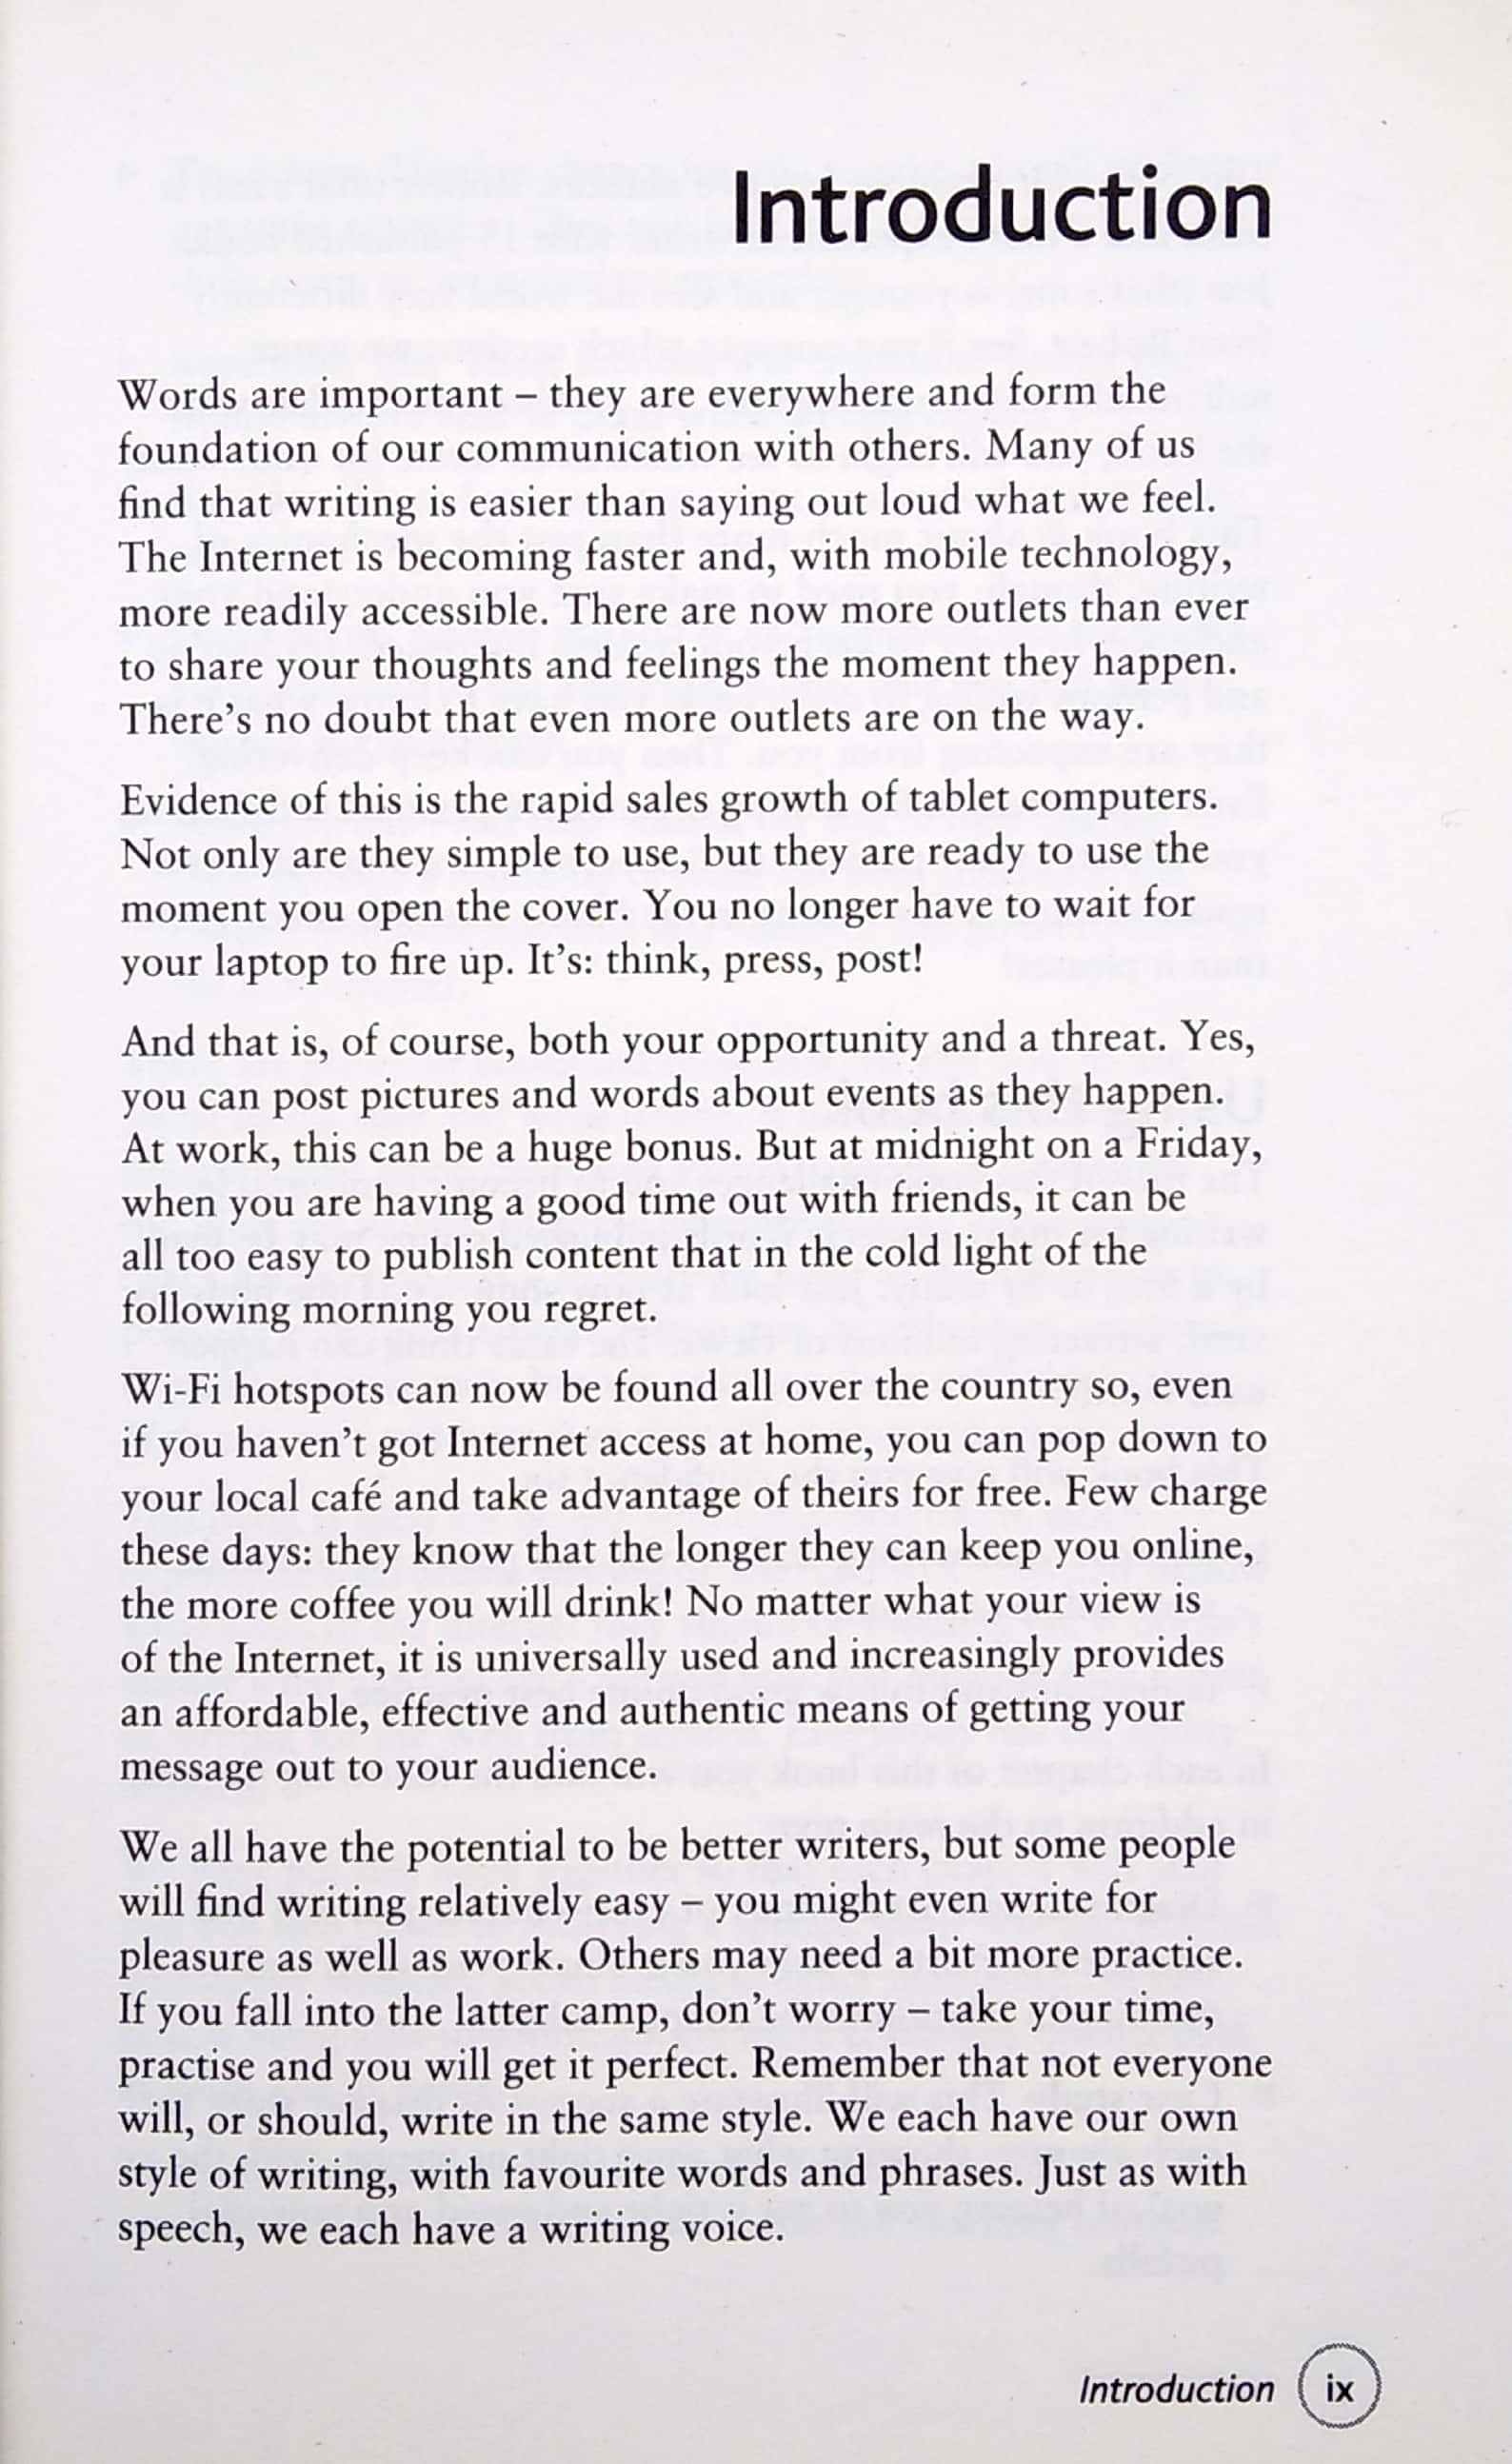 Introduction
Words are important – they are everywhere and form the
foundation of our communication with others. Many of us
find that writing is easier than saying out loud what we feel.
The Internet is becoming faster and, with mobile technology,
more readily accessible. There are now more outlets than ever
to share your thoughts and feelings the moment they happen.
There's no doubt that even more outlets are on the way.
Evidence of this is the rapid sales growth of tablet computers.
Not only are they simple to use, but they are ready to use the
moment you open the cover. You no longer have to wait for
your laptop to fire up. It's: think, press, post!
And that is, of course, both your opportunity and a threat. Yes,
you can post pictures and words about events as they happen.
At work, this can be a huge bonus. But at midnight on a Friday,
when you are having a good time out with friends, it can be
all too easy to publish content that in the cold light of the
following morning you regret.
Wi-Fi hotspots can now be found all over the country so, even
if you haven't got Internet access at home, you can pop down to
your local café and take advantage of theirs for free. Few charge
these days: they know that the longer they can keep you online,
the more coffee you will drink! No matter what your view is
of the Internet, it is universally used and increasingly provides
an affordable, effective and authentic means of getting your
message out to your audience.
We all have the potential to be better writers, but some people
will find writing relatively easy – you might even write for
pleasure as well as work. Others may need a bit more practice.
If you fall into the latter camp, don't worry – take your time,
practise and you will get it perfect. Remember that not everyone
will, or should, write in the same style. We each have our own
style of writing, with favourite words and phrases. Just as with
speech, we each have a writing voice.
Introduction ix